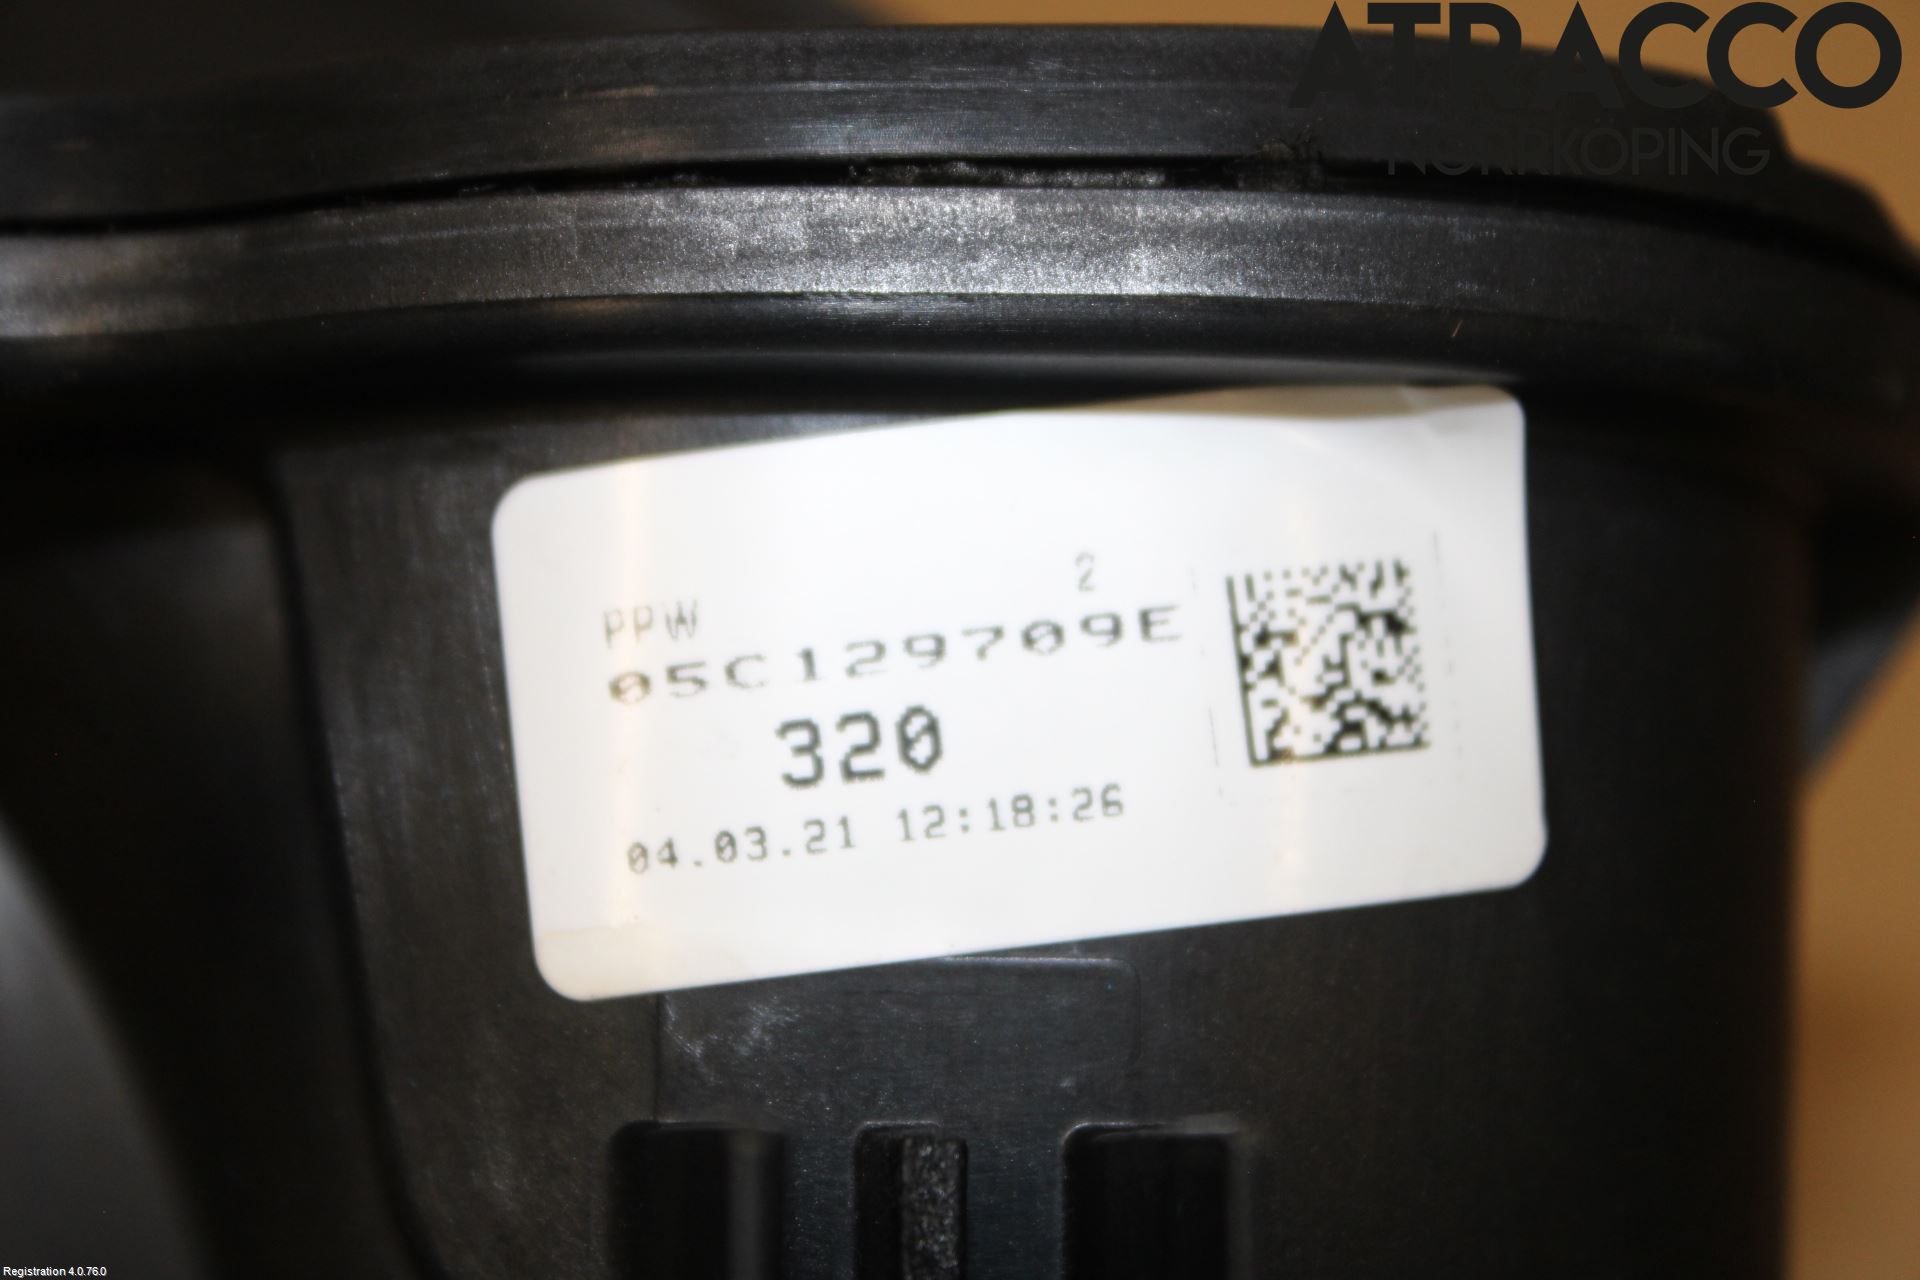 ATRACCO
NORRKÖPING
2
PPW
05C129709E
320
04.03.21 12:18:26
Registration 4.0.76.0